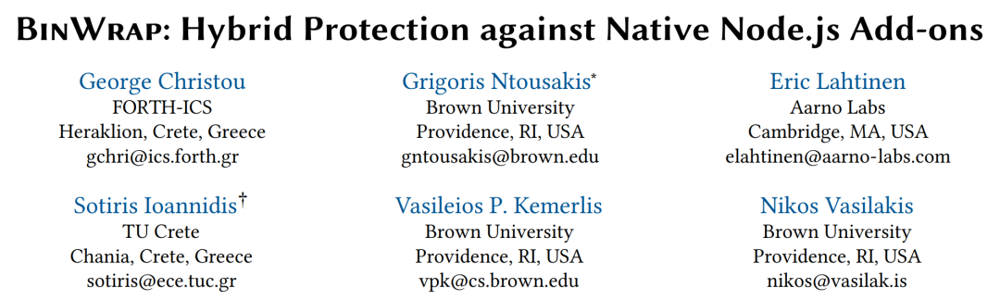 BinWrap: Hybrid Protection against Native Node.js Add-ons
George Christou
FORTH-ICS
Heraklion, Crete, Greece
gchri@ics.forth.gr
Grigoris Ntousakis*
Brown University
Providence, RI, USA
gntousakis@brown.edu
Eric Lahtinen
Aarno Labs
Cambridge, MA, USA
elahtinen@aarno-labs.com
Sotiris Ioannidis†
TU Crete
Chania, Crete, Greece
sotiris@ece.tuc.gr
Vasileios P. Kemerlis
Brown University
Providence, RI, USA
vpk@cs.brown.edu
Nikos Vasilakis
Brown University
Providence, RI, USA
nikos@vasilak.is